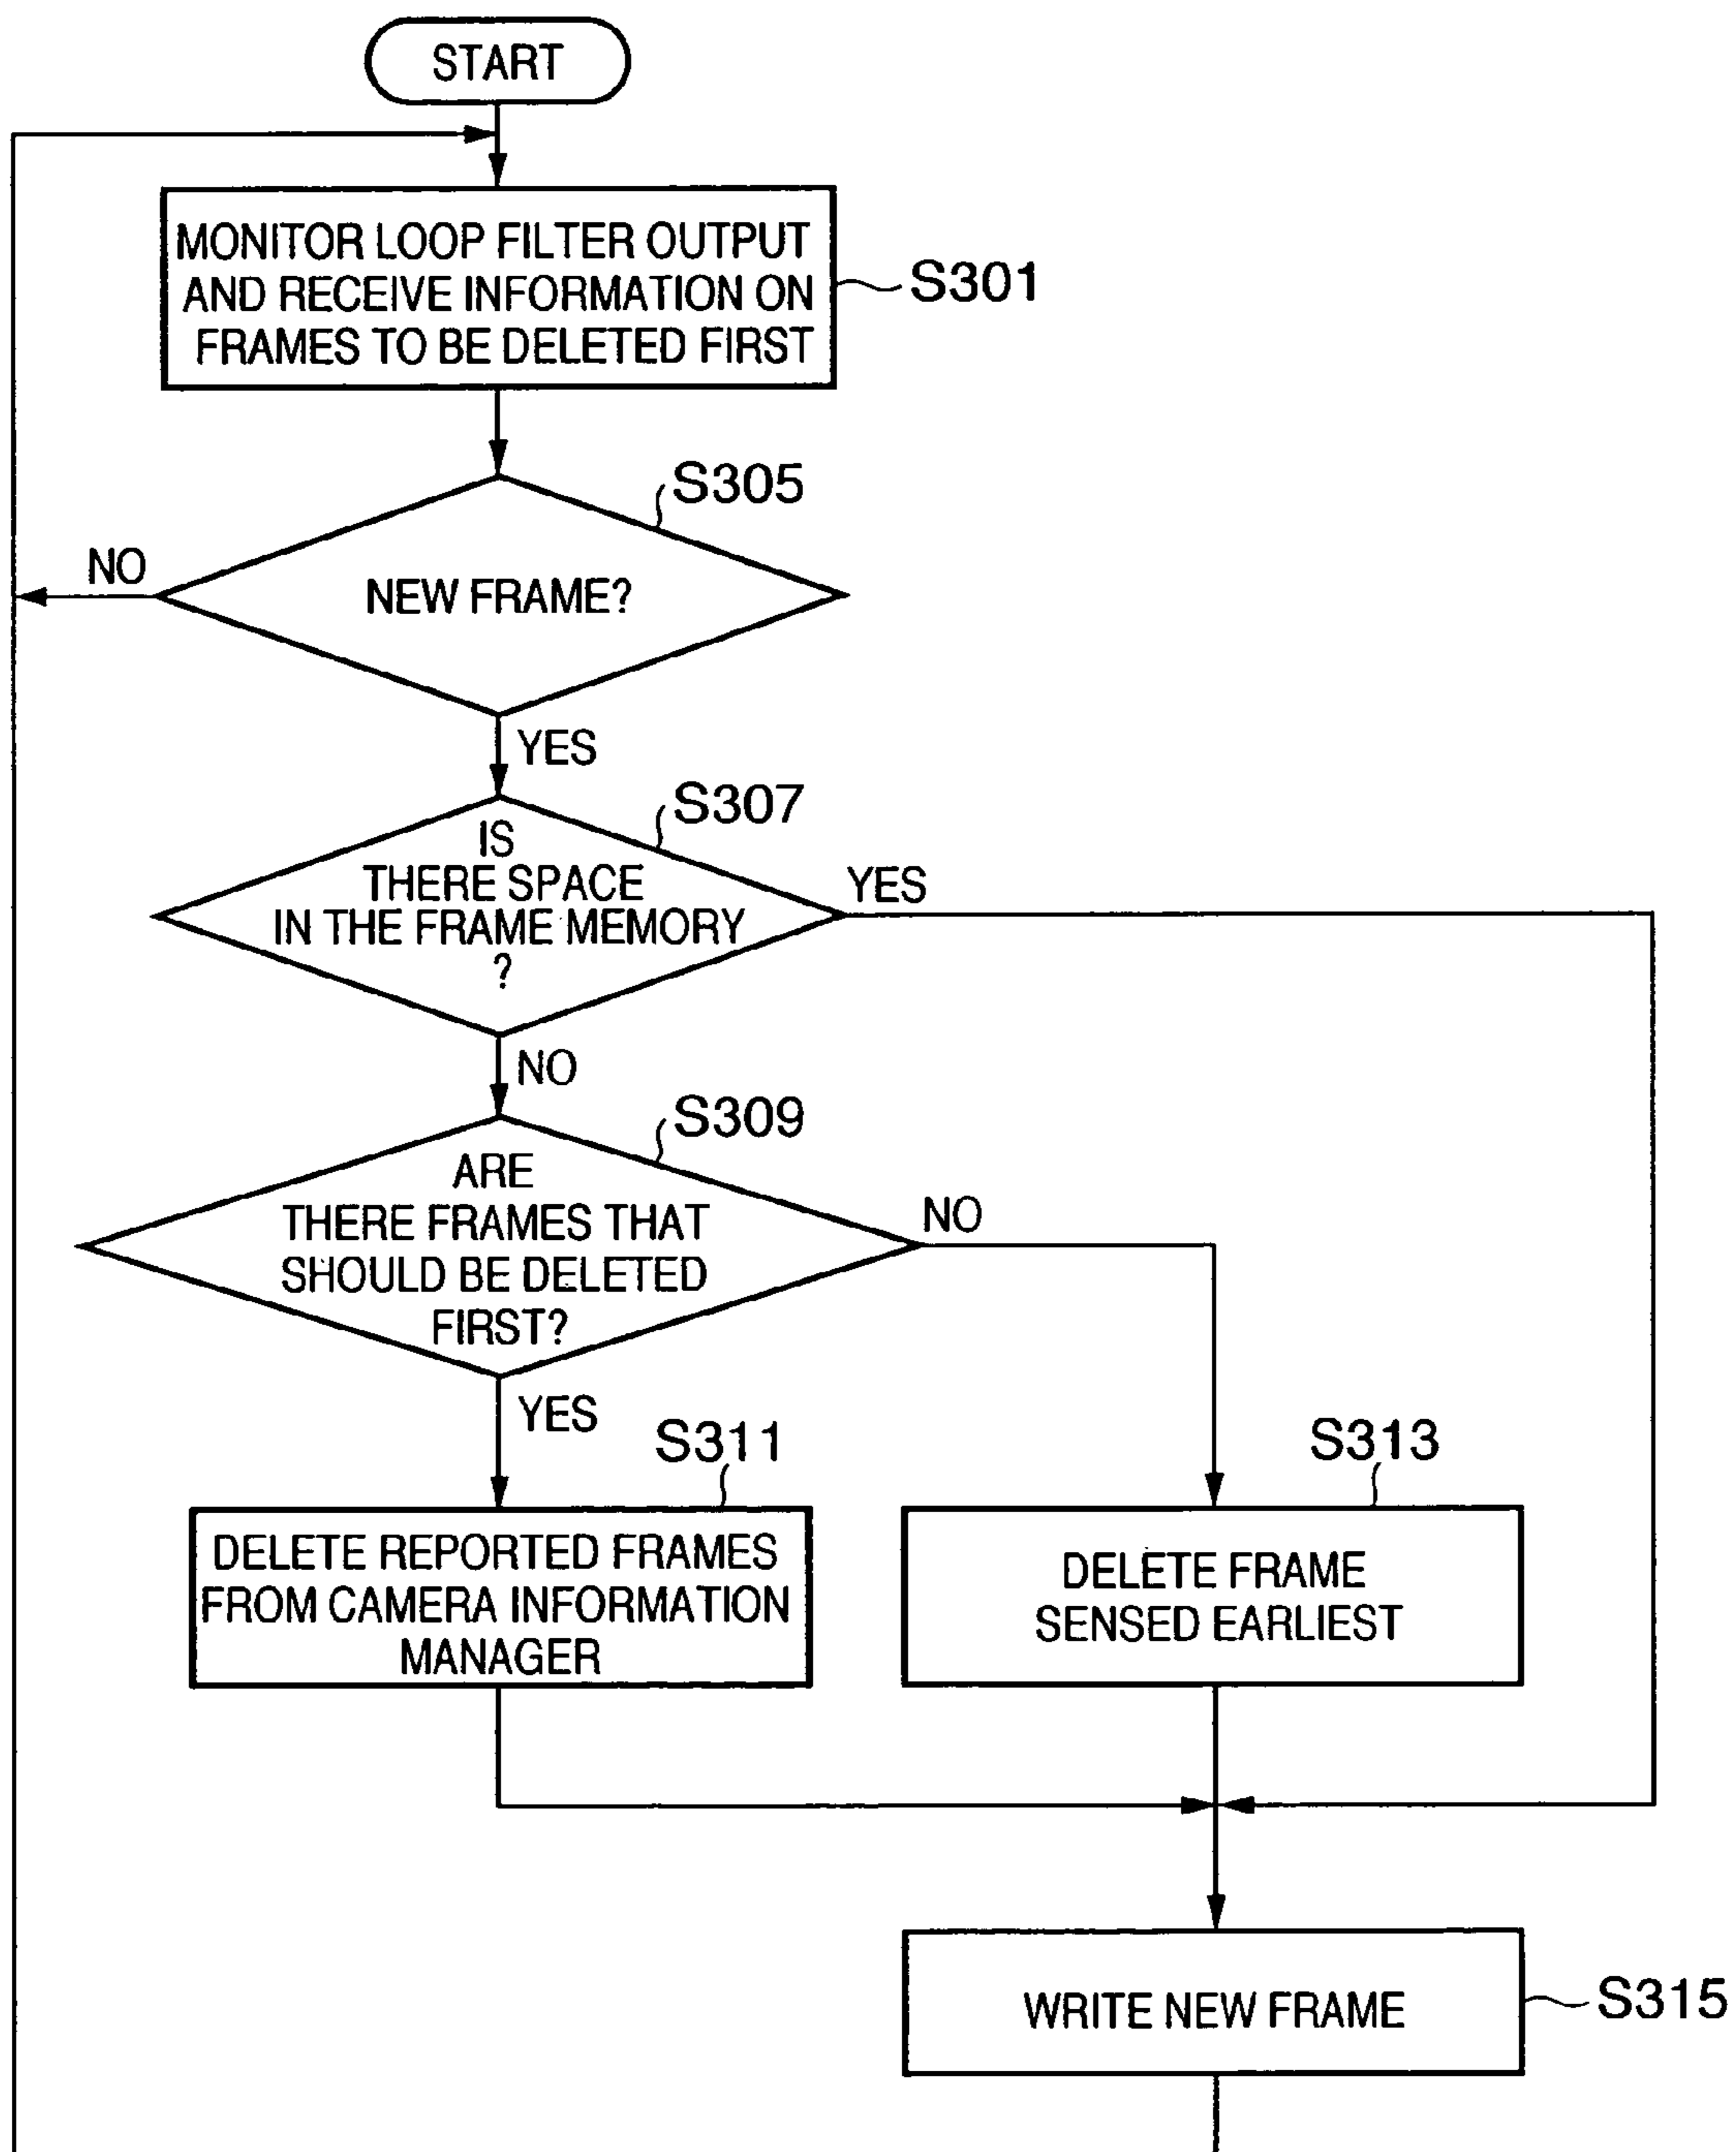 START
MONITOR LOOP FILTER OUTPUT
AND RECEIVE INFORMATION ON
FRAMES TO BE DELETED FIRST
S301
S305
NO
NEW FRAME?
YES
S307
IS
THERE SPACE
IN THE FRAME MEMORY
?
YES
NO
S309
ARE
THERE FRAMES THAT
SHOULD BE DELETED
FIRST?
NO
YES
S311
DELETE REPORTED FRAMES
FROM CAMERA INFORMATION
MANAGER
S313
DELETE FRAME
SENSED EARLIEST
WRITE NEW FRAME
S315